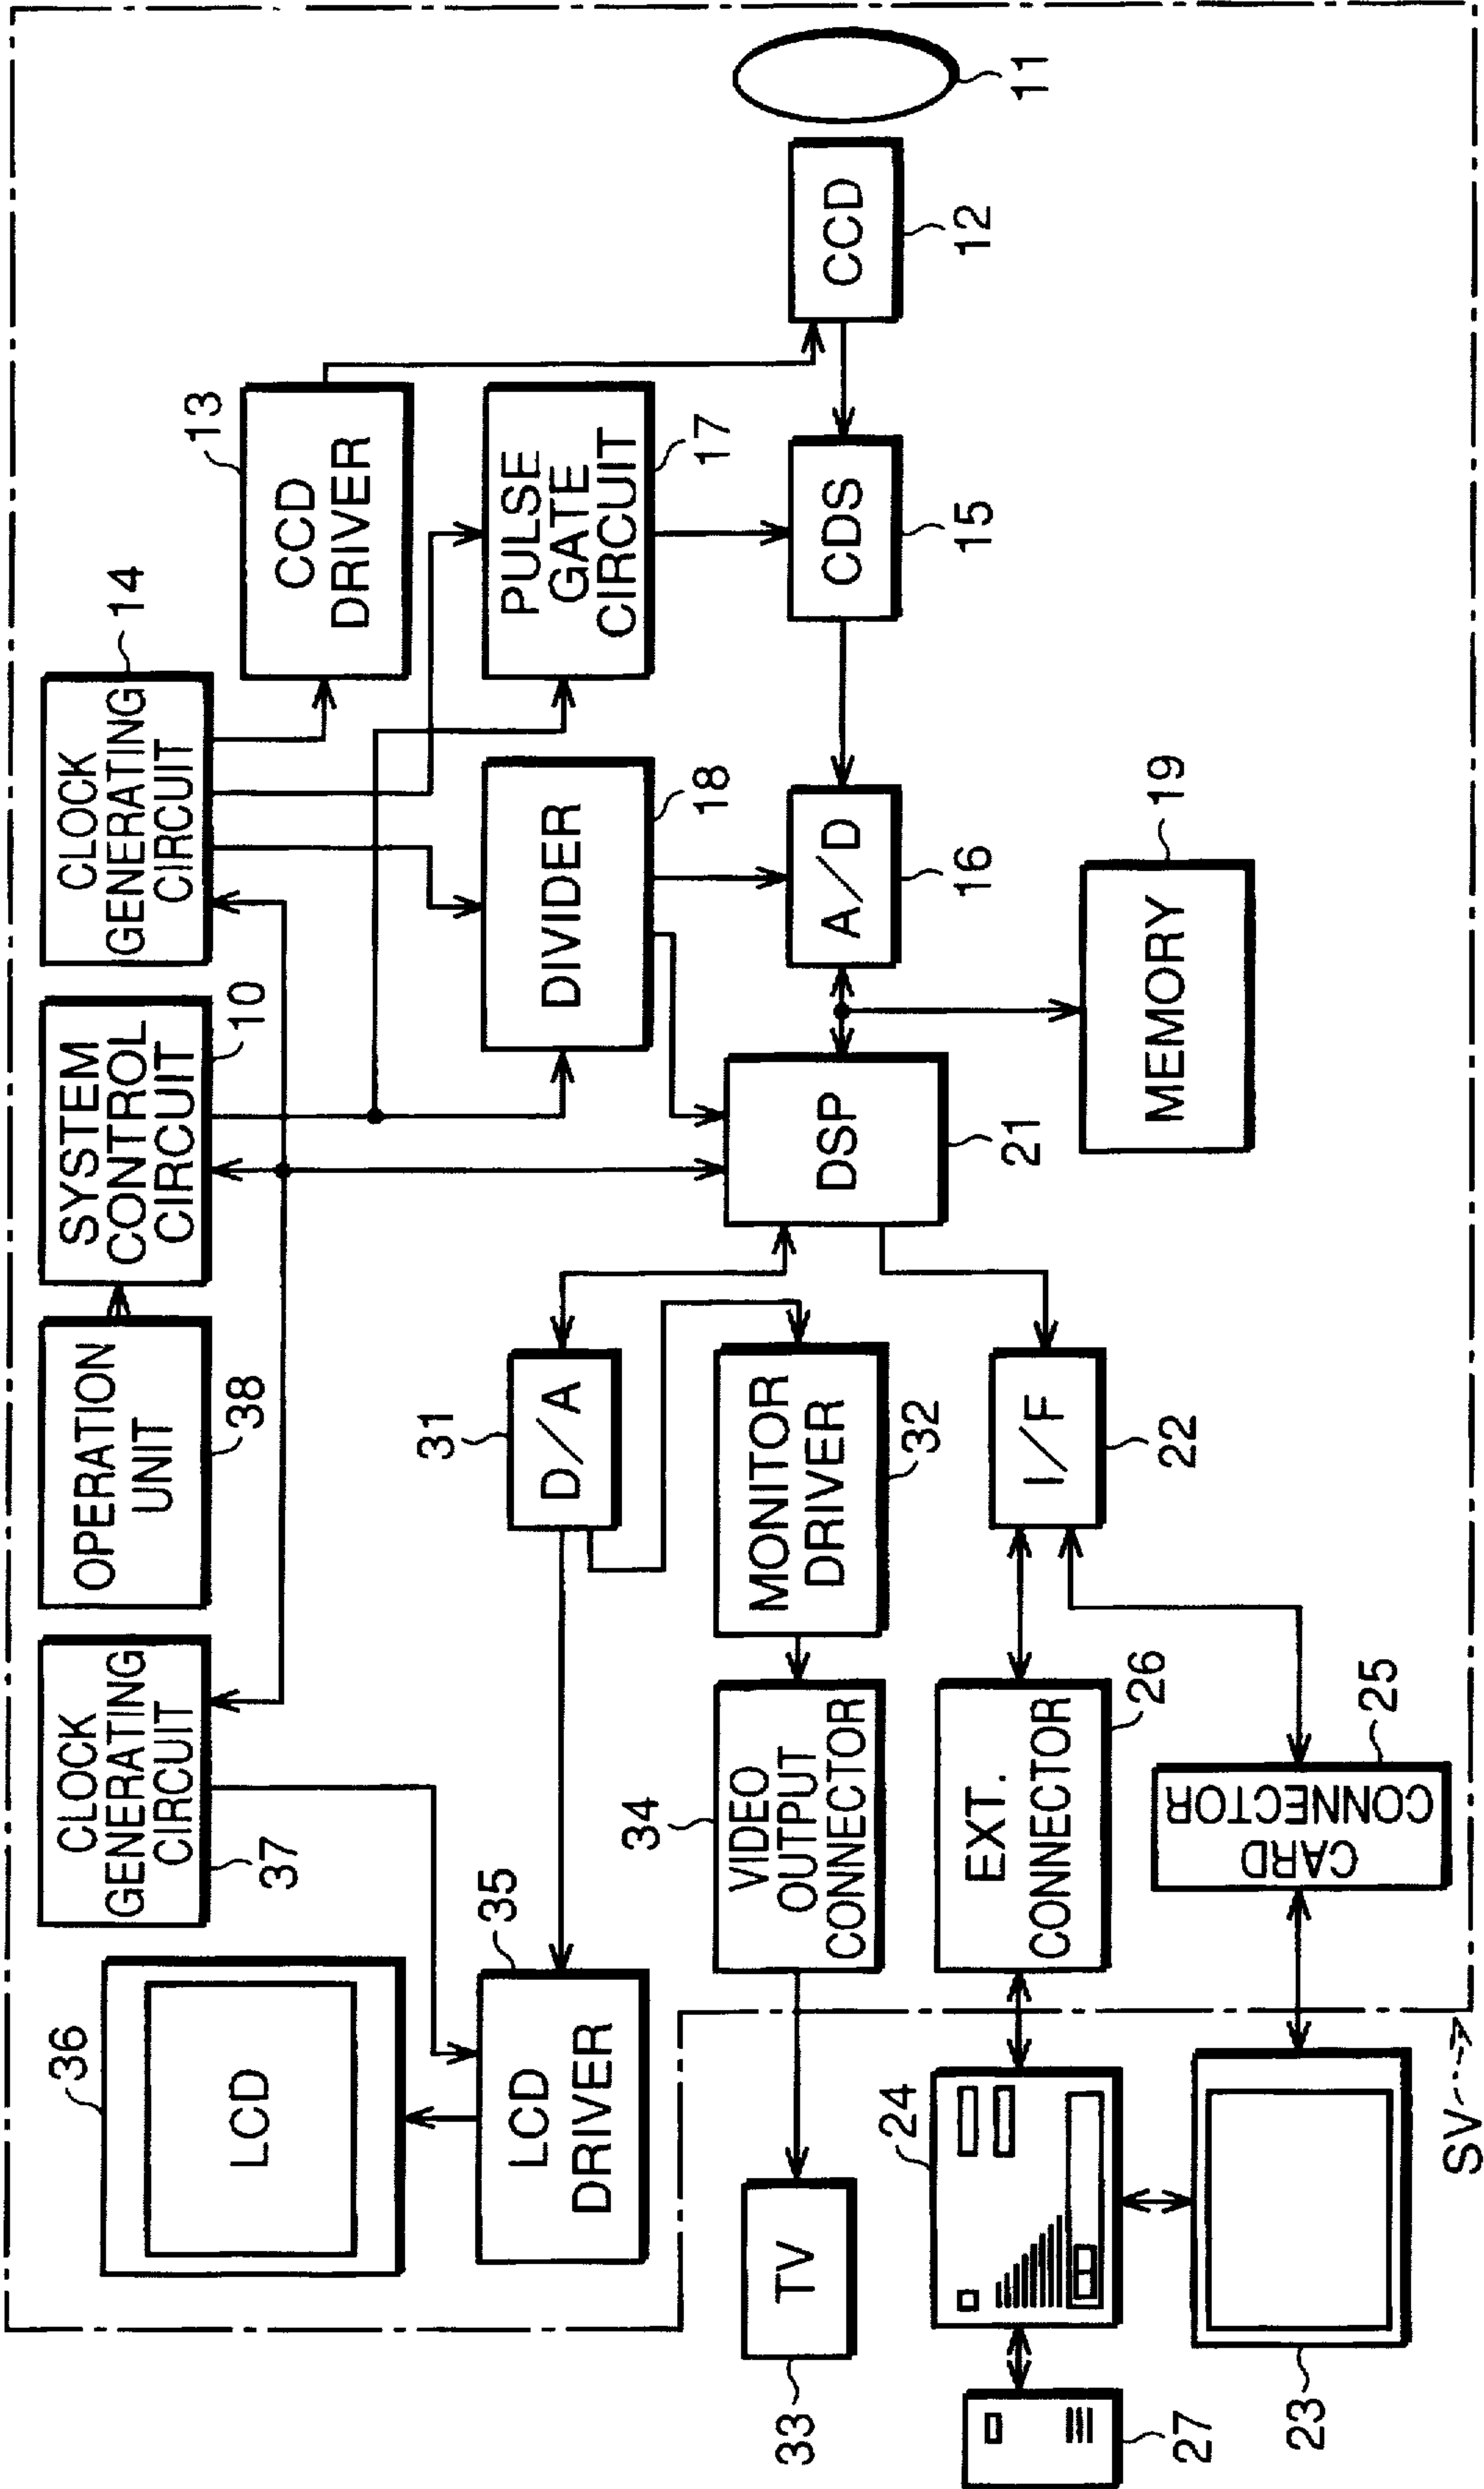 CLOCK
GENERATING
CIRCUIT
37
OPERATION
UNIT
38
SYSTEM
CONTROL
CIRCUIT
10
CLOCK
GENERATING
CIRCUIT
14
36
LCD
CCD
DRIVER
13
LCD
DRIVER
35
D/A
31
DIVIDER
18
PULSE
GATE
CIRCUIT
17
TV
33
VIDEO
OUTPUT
CONNECTOR
34
MONITOR
DRIVER
32
DSP
21
A/D
16
CDS
15
CCD
12
11
27
24
EXT.
CONNECTOR
26
I/F
22
MEMORY
19
23
CARD
CONNECTOR
25
SV